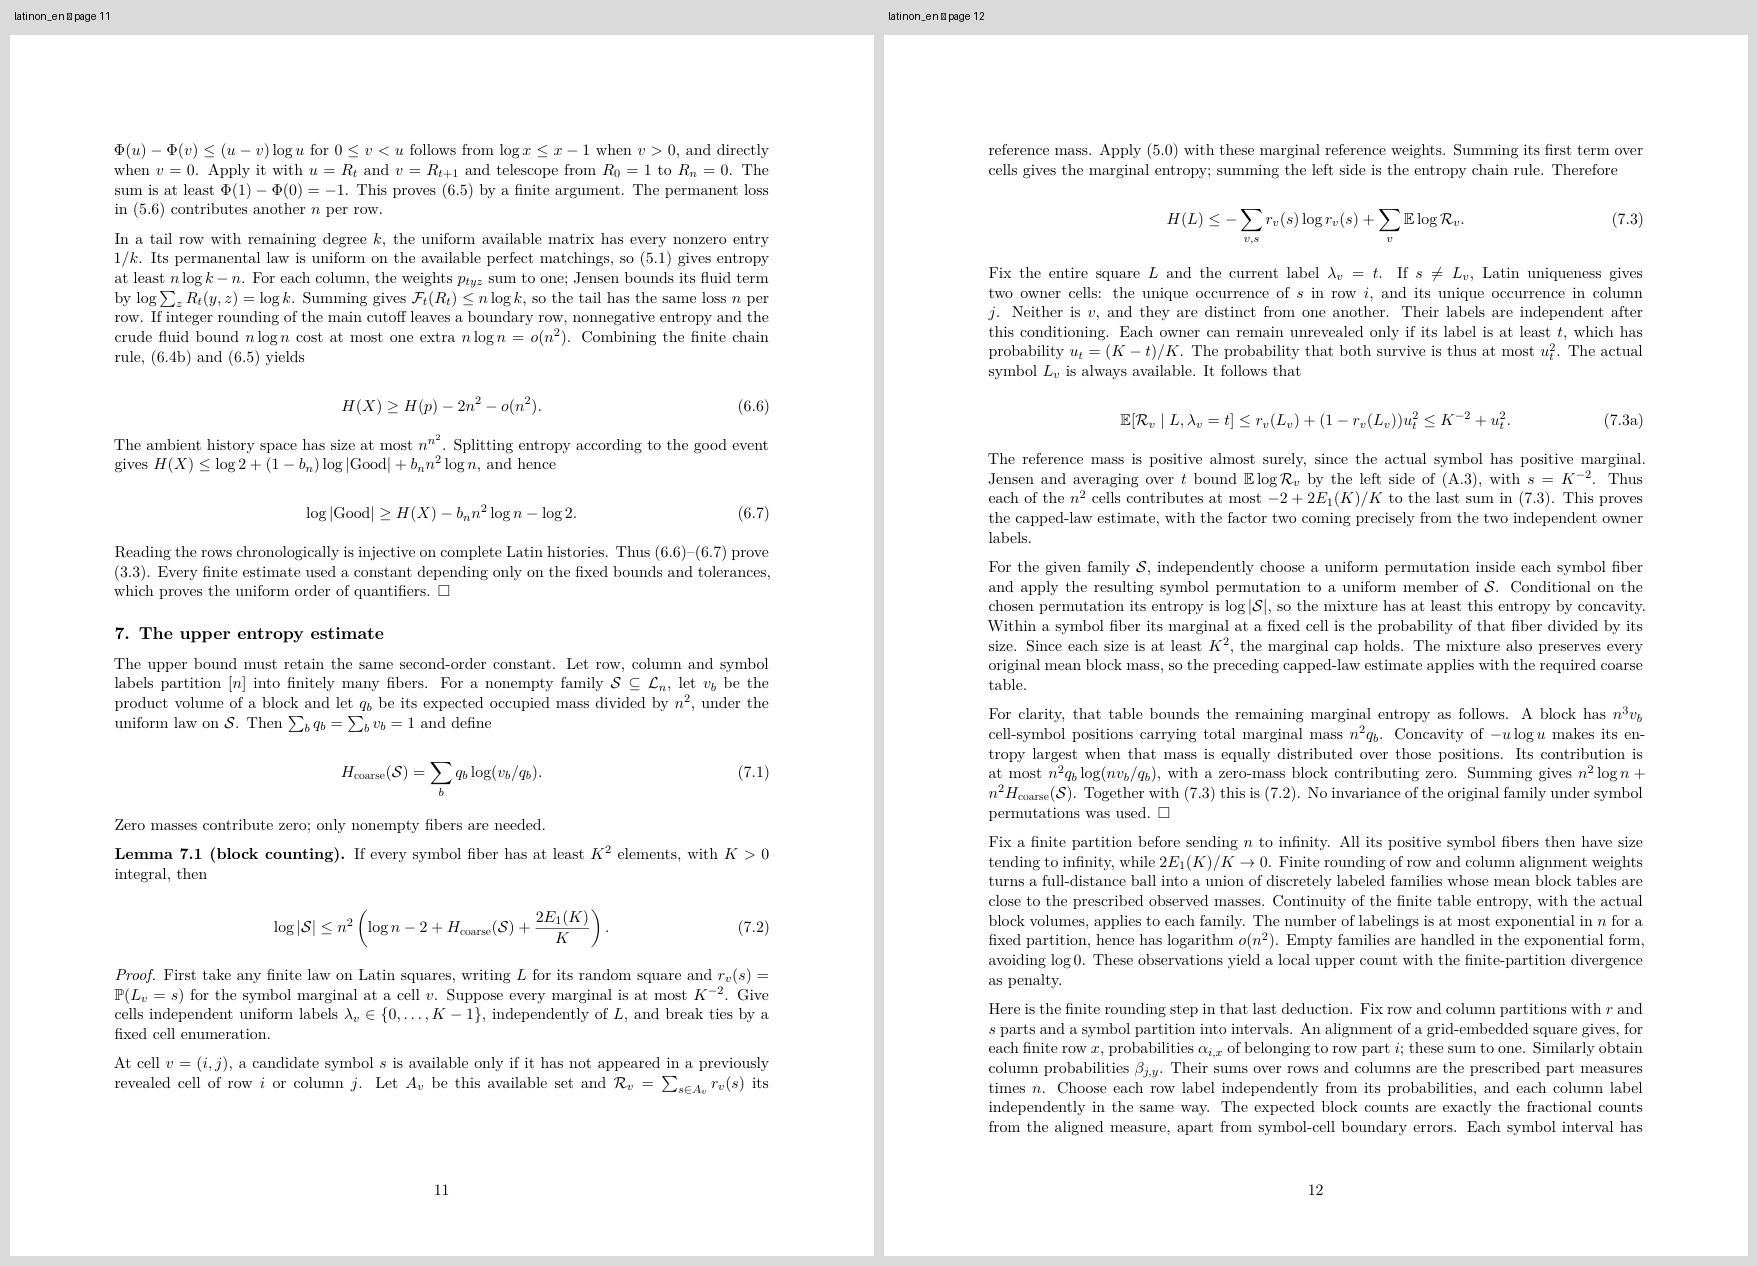 latinon_en page 11
Φ(u) − Φ(v) ≤ (u − v) log u for 0 ≤ v < u follows from log x ≤ x − 1 when v > 0, and directly
when v = 0. Apply it with u = R_t and v = R_{t+1} and telescope from R_0 = 1 to R_n = 0. The
sum is at least Φ(1) − Φ(0) = −1. This proves (6.5) by a finite argument. The permanent loss
in (5.6) contributes another n per row.
In a tail row with remaining degree k, the uniform available matrix has every nonzero entry
1/k. Its permanental law is uniform on the available perfect matchings, so (5.1) gives entropy
at least n log k − n. For each column, the weights p_{tyz} sum to one; Jensen bounds its fluid term
by log ∑_z R_t(y, z) = log k. Summing gives ℱ_t(R_t) ≤ n log k, so the tail has the same loss n per
row. If integer rounding of the main cutoff leaves a boundary row, nonnegative entropy and the
crude fluid bound n log n cost at most one extra n log n = o(n²). Combining the finite chain
rule, (6.4b) and (6.5) yields
H(X) ≥ H(p) − 2n² − o(n²). (6.6)
The ambient history space has size at most n^{n²}. Splitting entropy according to the good event
gives H(X) ≤ log 2 + (1 − b_n) log |Good| + b_n n² log n, and hence
log |Good| ≥ H(X) − b_n n² log n − log 2. (6.7)
Reading the rows chronologically is injective on complete Latin histories. Thus (6.6)–(6.7) prove
(3.3). Every finite estimate used a constant depending only on the fixed bounds and tolerances,
which proves the uniform order of quantifiers. □
7. The upper entropy estimate
The upper bound must retain the same second-order constant. Let row, column and symbol
labels partition [n] into finitely many fibers. For a nonempty family 𝒮 ⊆ ℒ_n, let v_b be the
product volume of a block and let q_b be its expected occupied mass divided by n², under the
uniform law on 𝒮. Then ∑_b q_b = ∑_b v_b = 1 and define
H_coarse(𝒮) = ∑_b q_b log(v_b/q_b). (7.1)
Zero masses contribute zero; only nonempty fibers are needed.
Lemma 7.1 (block counting). If every symbol fiber has at least K² elements, with K > 0
integral, then
log |𝒮| ≤ n² (log n − 2 + H_coarse(𝒮) + 2E_1(K)/K). (7.2)
Proof. First take any finite law on Latin squares, writing L for its random square and r_v(s) =
ℙ(L_v = s) for the symbol marginal at a cell v. Suppose every marginal is at most K^{−2}. Give
cells independent uniform labels λ_v ∈ {0, . . . , K − 1}, independently of L, and break ties by a
fixed cell enumeration.
At cell v = (i, j), a candidate symbol s is available only if it has not appeared in a previously
revealed cell of row i or column j. Let A_v be this available set and ℛ_v = ∑_{s∈A_v} r_v(s) its
11
latinon_en page 12
reference mass. Apply (5.0) with these marginal reference weights. Summing its first term over
cells gives the marginal entropy; summing the left side is the entropy chain rule. Therefore
H(L) ≤ − ∑_{v,s} r_v(s) log r_v(s) + ∑_v 𝔼 log ℛ_v. (7.3)
Fix the entire square L and the current label λ_v = t. If s ≠ L_v, Latin uniqueness gives
two owner cells: the unique occurrence of s in row i, and its unique occurrence in column
j. Neither is v, and they are distinct from one another. Their labels are independent after
this conditioning. Each owner can remain unrevealed only if its label is at least t, which has
probability u_t = (K − t)/K. The probability that both survive is thus at most u_t². The actual
symbol L_v is always available. It follows that
𝔼[ℛ_v | L, λ_v = t] ≤ r_v(L_v) + (1 − r_v(L_v))u_t² ≤ K^{−2} + u_t². (7.3a)
The reference mass is positive almost surely, since the actual symbol has positive marginal.
Jensen and averaging over t bound 𝔼 log ℛ_v by the left side of (A.3), with s = K^{−2}. Thus
each of the n² cells contributes at most −2 + 2E_1(K)/K to the last sum in (7.3). This proves
the capped-law estimate, with the factor two coming precisely from the two independent owner
labels.
For the given family 𝒮, independently choose a uniform permutation inside each symbol fiber
and apply the resulting symbol permutation to a uniform member of 𝒮. Conditional on the
chosen permutation its entropy is log |𝒮|, so the mixture has at least this entropy by concavity.
Within a symbol fiber its marginal at a fixed cell is the probability of that fiber divided by its
size. Since each size is at least K², the marginal cap holds. The mixture also preserves every
original mean block mass, so the preceding capped-law estimate applies with the required coarse
table.
For clarity, that table bounds the remaining marginal entropy as follows. A block has n³v_b
cell-symbol positions carrying total marginal mass n²q_b. Concavity of −u log u makes its en-
tropy largest when that mass is equally distributed over those positions. Its contribution is
at most n²q_b log(nv_b/q_b), with a zero-mass block contributing zero. Summing gives n² log n +
n²H_coarse(𝒮). Together with (7.3) this is (7.2). No invariance of the original family under symbol
permutations was used. □
Fix a finite partition before sending n to infinity. All its positive symbol fibers then have size
tending to infinity, while 2E_1(K)/K → 0. Finite rounding of row and column alignment weights
turns a full-distance ball into a union of discretely labeled families whose mean block tables are
close to the prescribed observed masses. Continuity of the finite table entropy, with the actual
block volumes, applies to each family. The number of labelings is at most exponential in n for a
fixed partition, hence has logarithm o(n²). Empty families are handled in the exponential form,
avoiding log 0. These observations yield a local upper count with the finite-partition divergence
as penalty.
Here is the finite rounding step in that last deduction. Fix row and column partitions with r and
s parts and a symbol partition into intervals. An alignment of a grid-embedded square gives, for
each finite row x, probabilities α_{i,x} of belonging to row part i; these sum to one. Similarly obtain
column probabilities β_{j,y}. Their sums over rows and columns are the prescribed part measures
times n. Choose each row label independently from its probabilities, and each column label
independently in the same way. The expected block counts are exactly the fractional counts
from the aligned measure, apart from symbol-cell boundary errors. Each symbol interval has
12